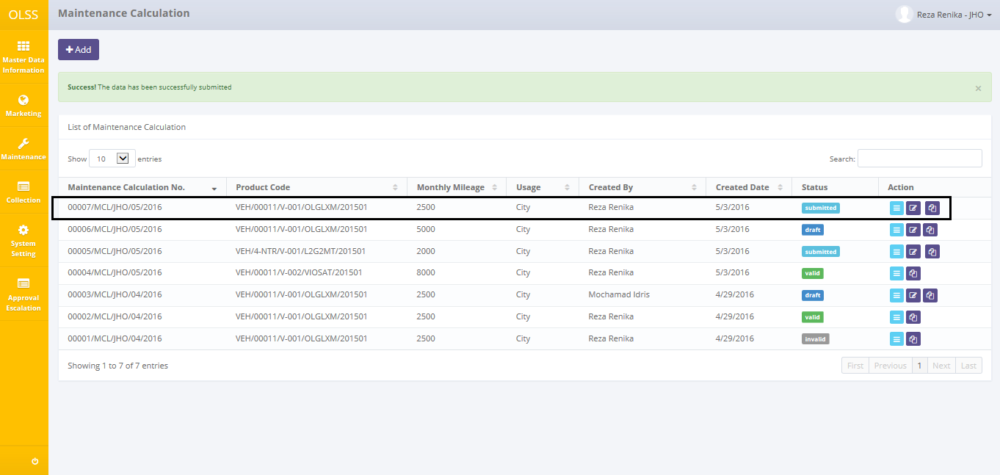 OLSS
Maintenance Calculation
Reza Renika - JHO
Master Data
Information
Marketing
Maintenance
Collection
System
Setting
Approval
Escalation
Add
Success! The data has been successfully submitted
×
List of Maintenance Calculation
Show 10 entries
Search:
Maintenance Calculation No. Product Code Monthly Mileage Usage Created By Created Date Status Action
00007/MCL/JHO/05/2016 VEH/00011/V-001/OLGLXM/201501 2500 City Reza Renika 5/3/2016 submitted
00006/MCL/JHO/05/2016 VEH/00011/V-001/OLGLXM/201501 5000 City Reza Renika 5/3/2016 draft
00005/MCL/JHO/05/2016 VEH/4-NTR/V-001/L2G2MT/201501 2000 City Reza Renika 5/3/2016 submitted
00004/MCL/JHO/05/2016 VEH/00011/V-002/VIOSAT/201501 8000 City Reza Renika 5/3/2016 valid
00003/MCL/JHO/04/2016 VEH/00011/V-001/OLGLXM/201501 2500 City Mochamad Idris 4/29/2016 draft
00002/MCL/JHO/04/2016 VEH/00011/V-001/OLGLXM/201501 2500 City Reza Renika 4/29/2016 valid
00001/MCL/JHO/04/2016 VEH/00011/V-001/OLGLXM/201501 2500 City Reza Renika 4/29/2016 invalid
Showing 1 to 7 of 7 entries
First Previous 1 Next Last